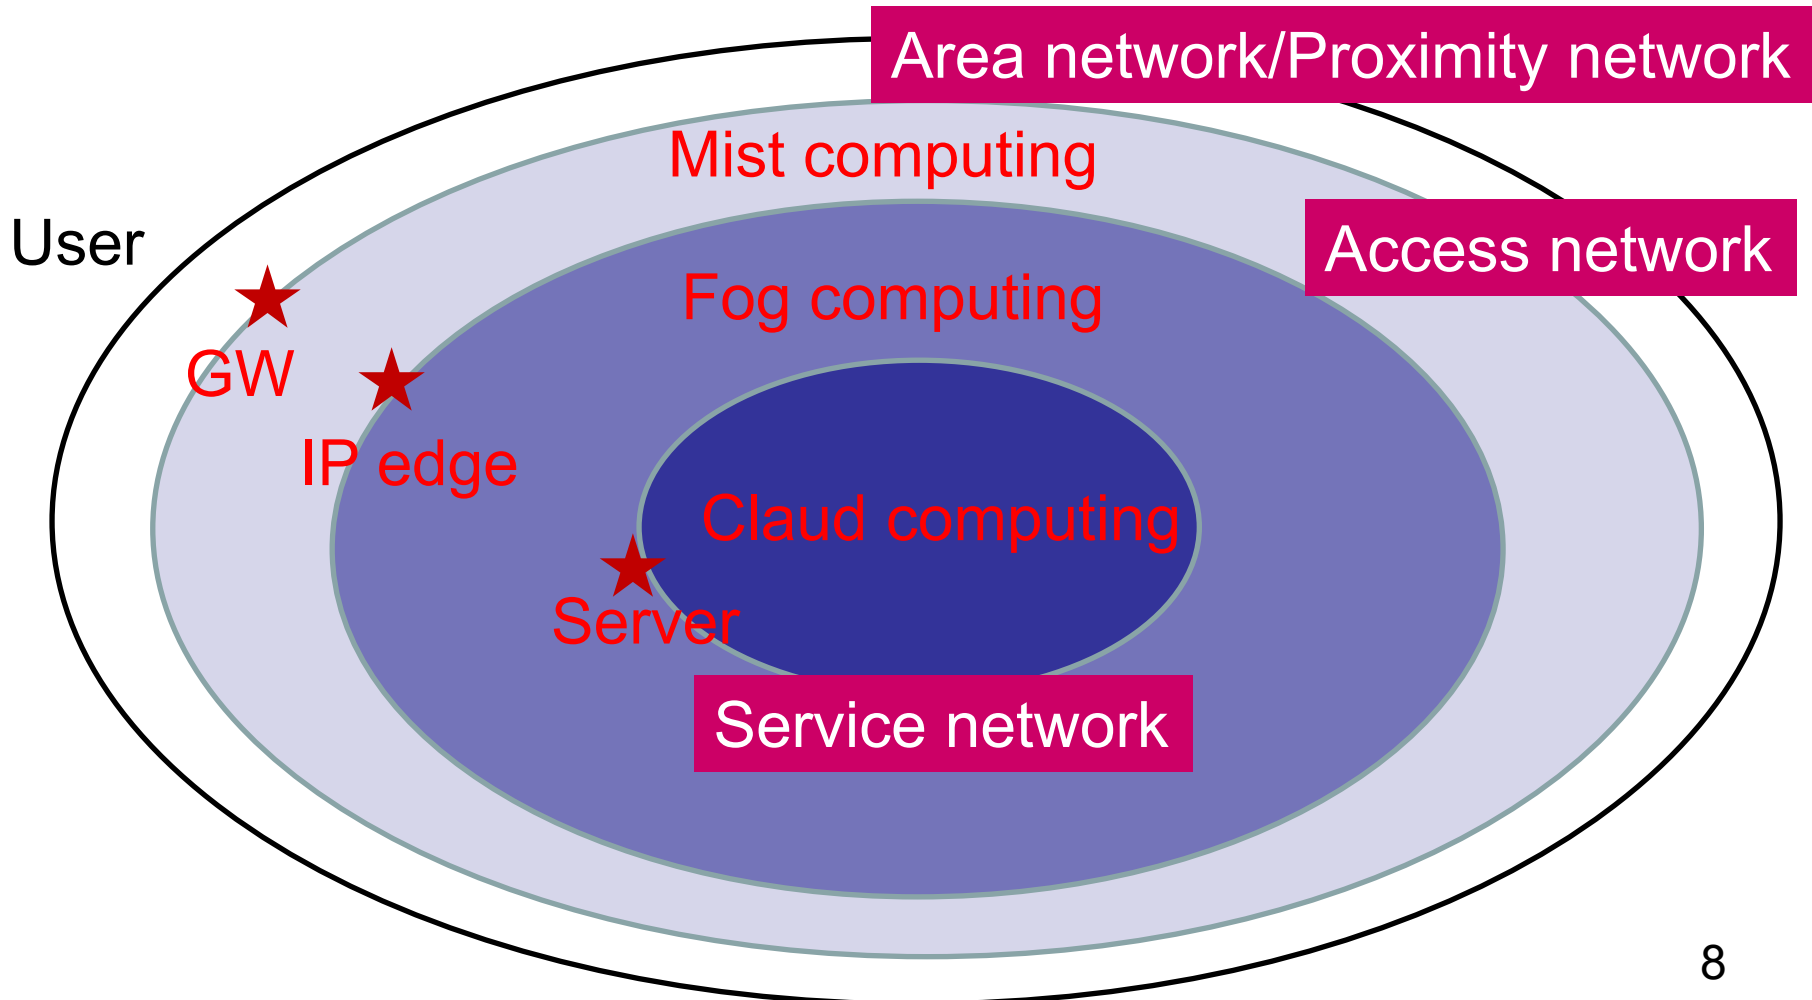 Area network/Proximity network
Mist computing
User
Access network
Fog computing
GW
IP edge
Claud computing
Server
Service network
8